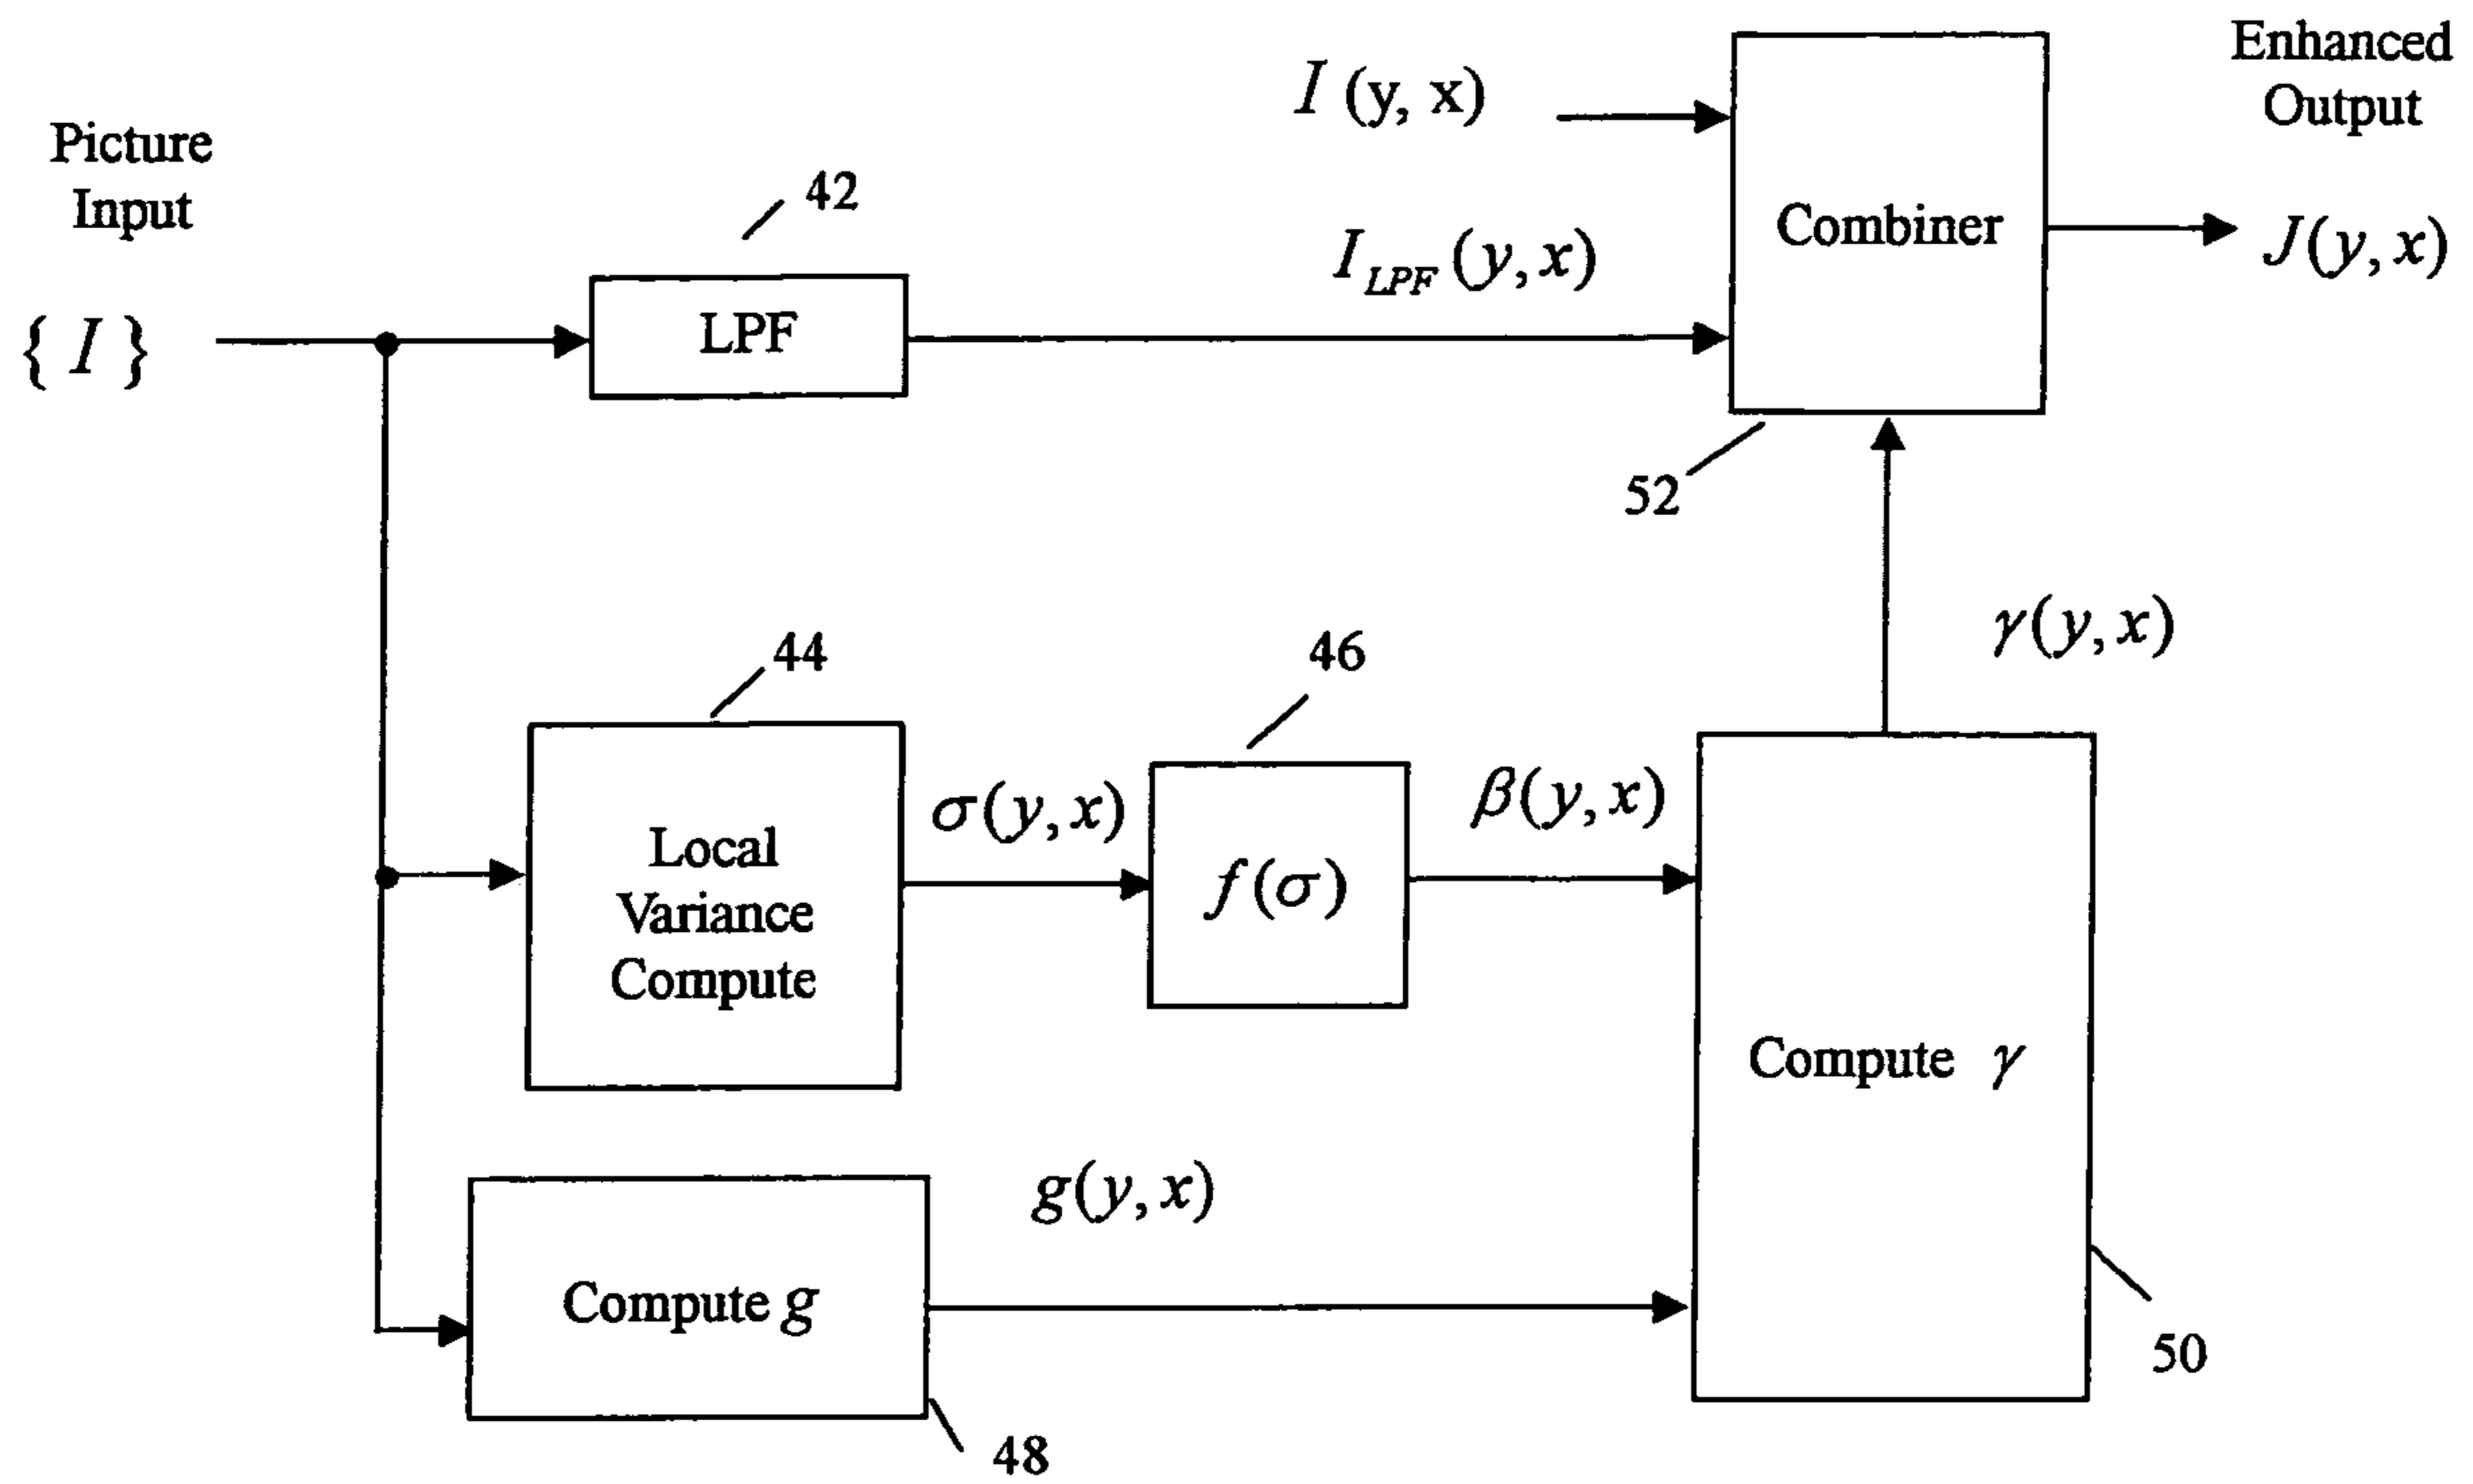 Enhanced
Output
I (y, x)
Picture
Input
42
Combiner
J(y, x)
I_LPF (y, x)
LPF
{ I }
52
γ(y, x)
44
46
σ(y, x)
β(y, x)
Local
Variance
Compute
f(σ)
Compute γ
g(y, x)
Compute g
50
48